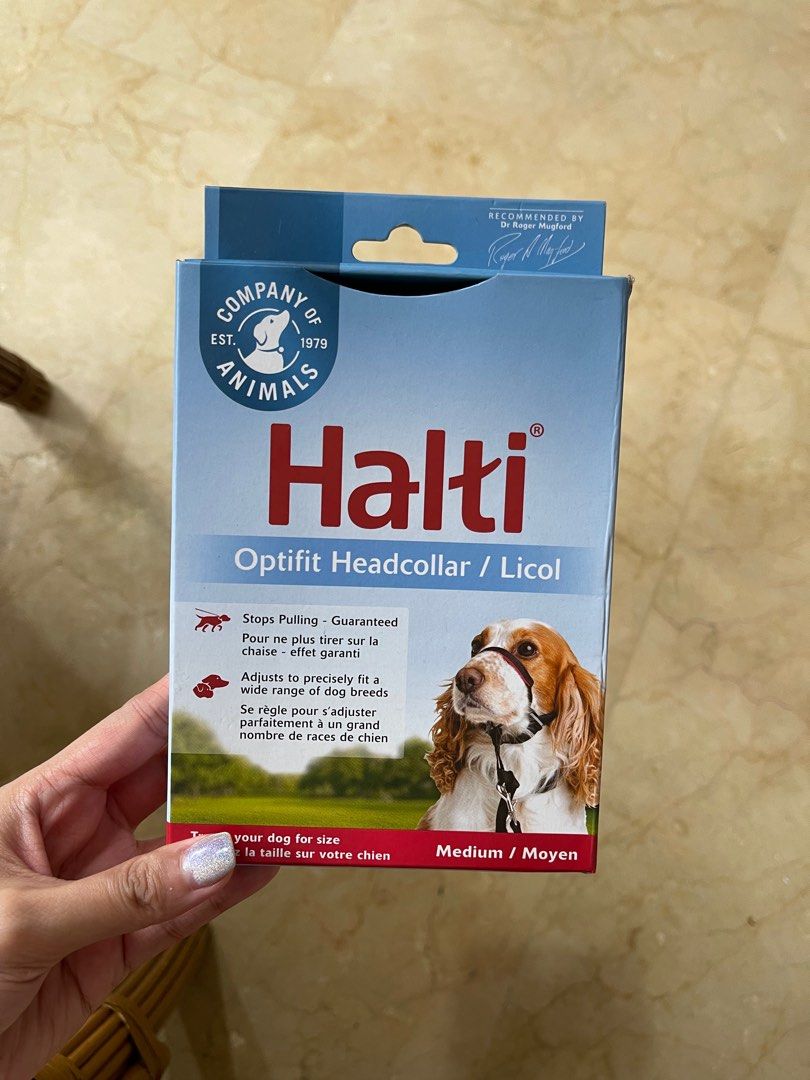 RECOMMENDED BY
Dr Roger Mugford
Roger A Mugford
COMPANY OF
EST. 1979
ANIMALS
Halti®
Optifit Headcollar / Licol
Stops Pulling - Guaranteed
Pour ne plus tirer sur la
chaise - effet garanti
Adjusts to precisely fit a
wide range of dog breeds
Se règle pour s'adjuster
parfaitement à un grand
nombre de races de chien
your dog for size
la taille sur votre chien
Medium / Moyen